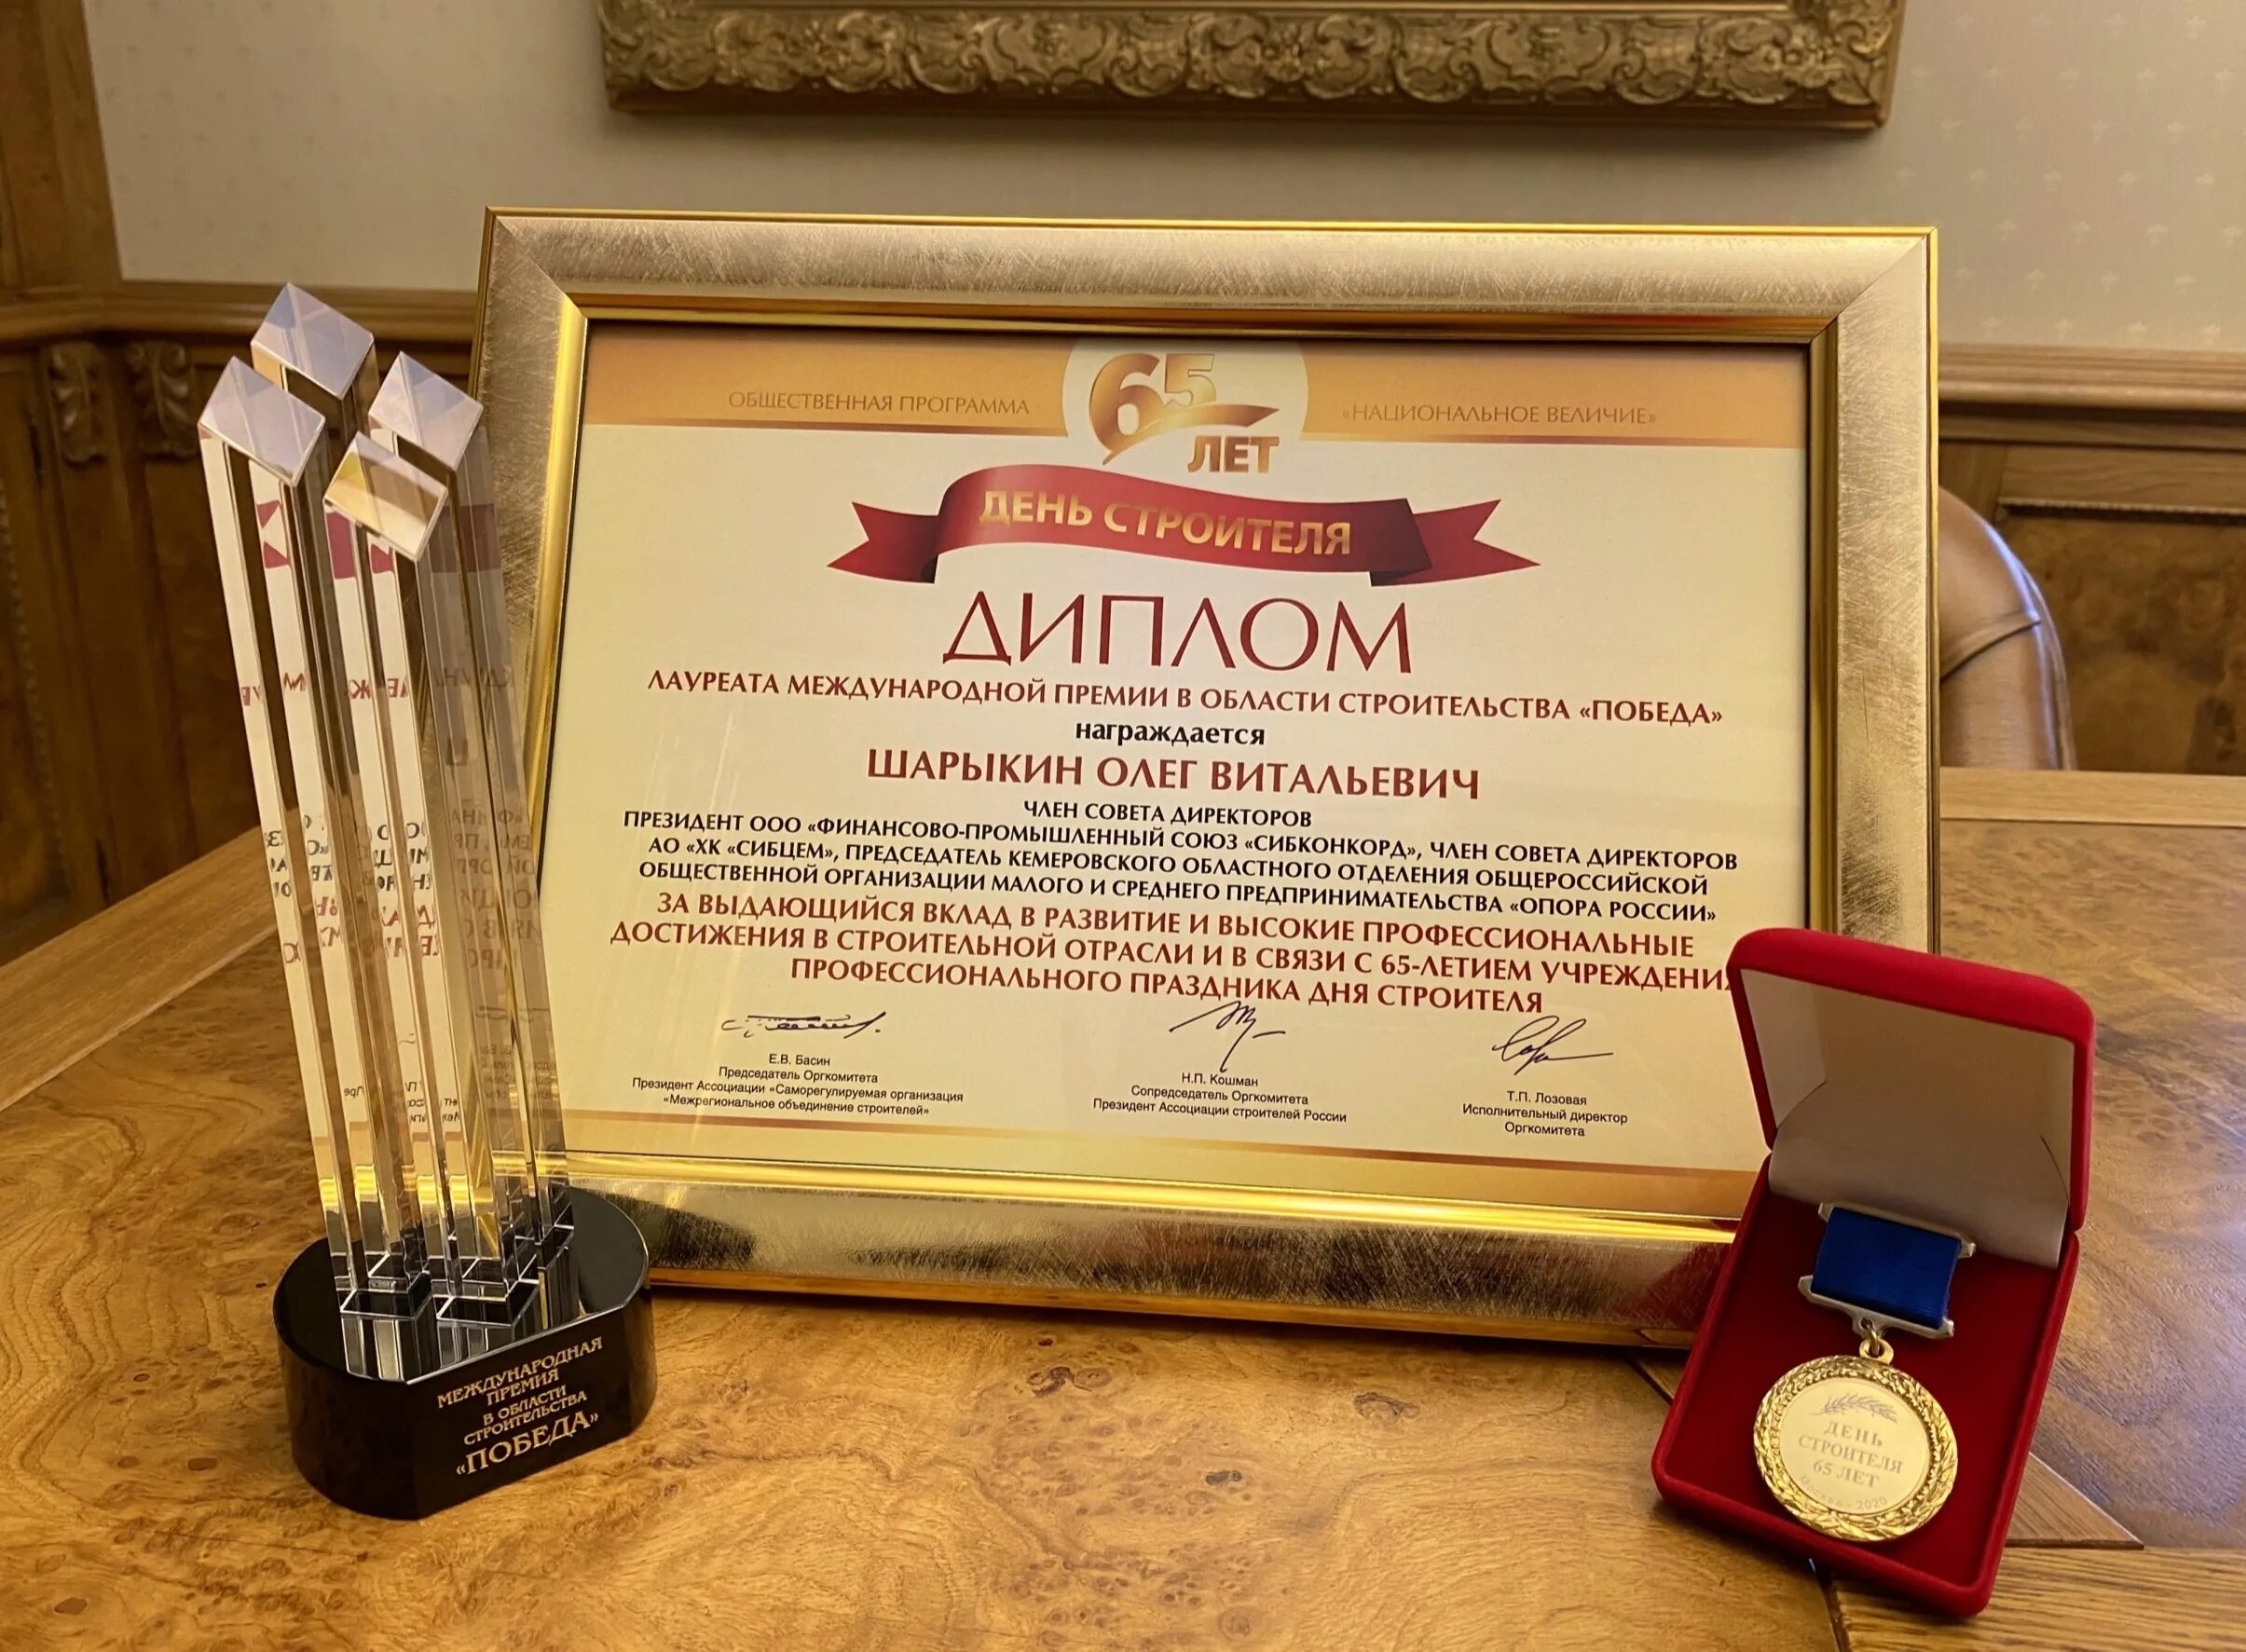 ОБЩЕСТВЕННАЯ ПРОГРАММА
65
ЛЕТ
«НАЦИОНАЛЬНОЕ ВЕЛИЧИЕ»
ДЕНЬ СТРОИТЕЛЯ
ДИПЛОМ
ЛАУРЕАТА МЕЖДУНАРОДНОЙ ПРЕМИИ В ОБЛАСТИ СТРОИТЕЛЬСТВА «ПОБЕДА»
награждается
ШАРЫКИН ОЛЕГ ВИТАЛЬЕВИЧ
ЧЛЕН СОВЕТА ДИРЕКТОРОВ
ПРЕЗИДЕНТ ООО «ФИНАНСОВО-ПРОМЫШЛЕННЫЙ СОЮЗ «СИБКОНКОРД», ЧЛЕН СОВЕТА ДИРЕКТОРОВ
АО «ХК «СИБЦЕМ», ПРЕДСЕДАТЕЛЬ КЕМЕРОВСКОГО ОБЛАСТНОГО ОТДЕЛЕНИЯ ОБЩЕРОССИЙСКОЙ
ОБЩЕСТВЕННОЙ ОРГАНИЗАЦИИ МАЛОГО И СРЕДНЕГО ПРЕДПРИНИМАТЕЛЬСТВА «ОПОРА РОССИИ»
ЗА ВЫДАЮЩИЙСЯ ВКЛАД В РАЗВИТИЕ И ВЫСОКИЕ ПРОФЕССИОНАЛЬНЫЕ
ДОСТИЖЕНИЯ В СТРОИТЕЛЬНОЙ ОТРАСЛИ И В СВЯЗИ С 65-ЛЕТИЕМ УЧРЕЖДЕНИЯ
ПРОФЕССИОНАЛЬНОГО ПРАЗДНИКА ДНЯ СТРОИТЕЛЯ
Е.В. Басин
Председатель Оргкомитета
Президент Ассоциации «Саморегулируемая организация
«Межрегиональное объединение строителей»
Н.П. Кошман
Сопредседатель Оргкомитета
Президент Ассоциации строителей России
Т.П. Лозовая
Исполнительный директор
Оргкомитета
МЕЖДУНАРОДНАЯ
ПРЕМИЯ
В ОБЛАСТИ
СТРОИТЕЛЬСТВА
«ПОБЕДА»
ДЕНЬ
СТРОИТЕЛЯ
65 ЛЕТ
Москва - 2020